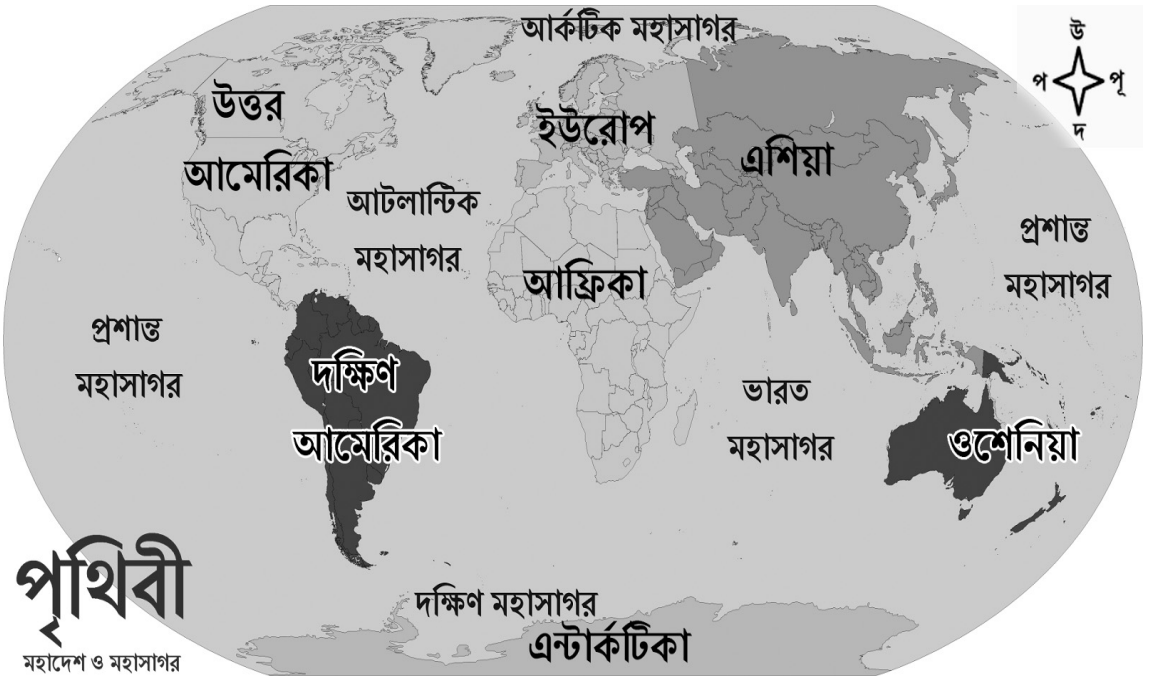 আর্কটিক মহাসাগর
উ
প
পূ
দ
উত্তর
আমেরিকা
ইউরোপ
এশিয়া
আটলান্টিক
মহাসাগর
আফ্রিকা
প্রশান্ত
মহাসাগর
প্রশান্ত
মহাসাগর
দক্ষিণ
আমেরিকা
ভারত
মহাসাগর
ওশেনিয়া
দক্ষিণ মহাসাগর
এন্টার্কটিকা
পৃথিবী
মহাদেশ ও মহাসাগর